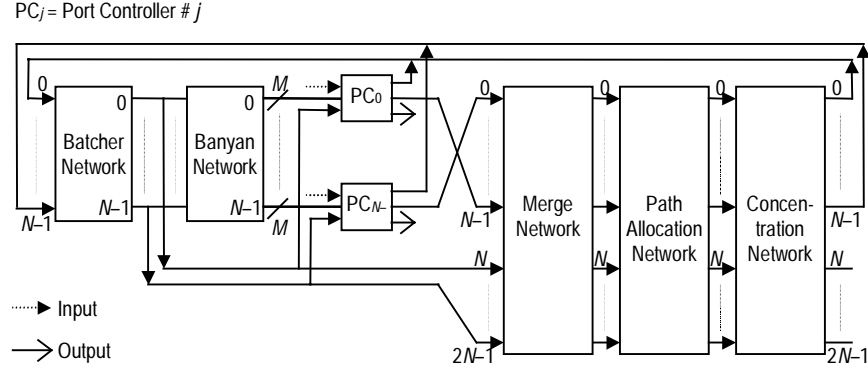 PCj = Port Controller # j
0
Batcher
Network
N–1
0
N–1
Banyan
Network
0
N–1
M
M
PC0
PCN–
0
N–1
N
2N–1
Merge
Network
0
N
Path
Allocation
Network
0
N
Concen-
tration
Network
0
N–1
N
2N–1
Input
Output